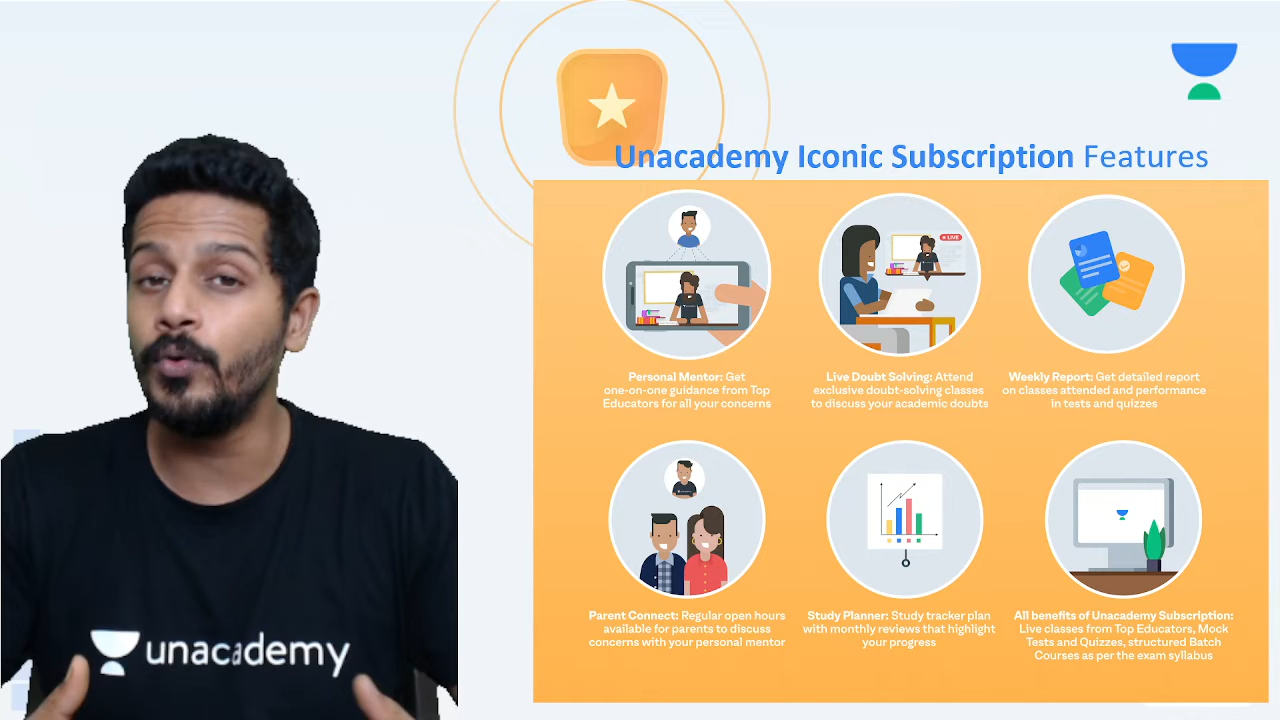 Unacademy Iconic Subscription Features
LIVE
Personal Mentor: Get
one-on-one guidance from Top
Educators for all your concerns
Live Doubt Solving: Attend
exclusive doubt-solving classes
to discuss your academic doubts
Weekly Report: Get detailed report
on classes attended and performance
in tests and quizzes
Parent Connect: Regular open hours
available for parents to discuss
concerns with your personal mentor
Study Planner: Study tracker plan
with monthly reviews that highlight
your progress
All benefits of Unacademy Subscription:
Live classes from Top Educators, Mock
Tests and Quizzes, structured Batch
Courses as per the exam syllabus
unacademy